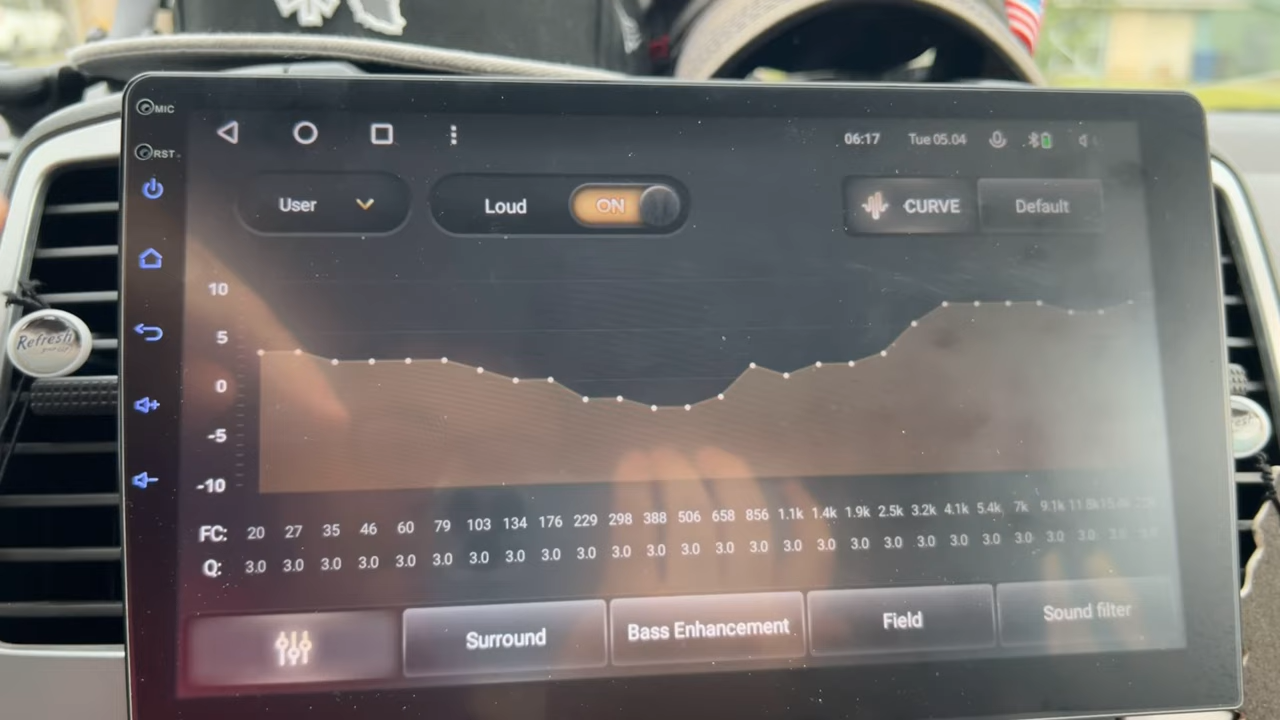 MIC
RST
06:17 Tue 05.04
User Loud ON CURVE Default
10
5
0
-5
-10
FC: 20 27 35 46 60 79 103 134 176 229 298 388 506 658 856 1.1k 1.4k 1.9k 2.5k 3.2k 4.1k 5.4k 7k 9.1k 11.8k
Q: 3.0 3.0 3.0 3.0 3.0 3.0 3.0 3.0 3.0 3.0 3.0 3.0 3.0 3.0 3.0 3.0 3.0 3.0 3.0 3.0 3.0 3.0 3.0 3.0 3.0
Surround Bass Enhancement Field Sound filter
Refresh